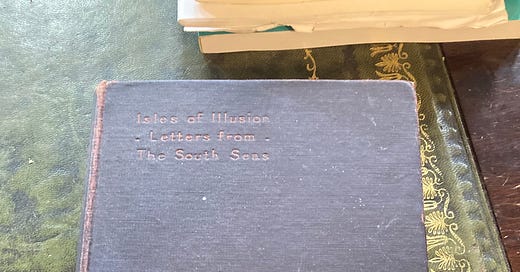 Isles of Illusion
- Letters from -
The South Seas